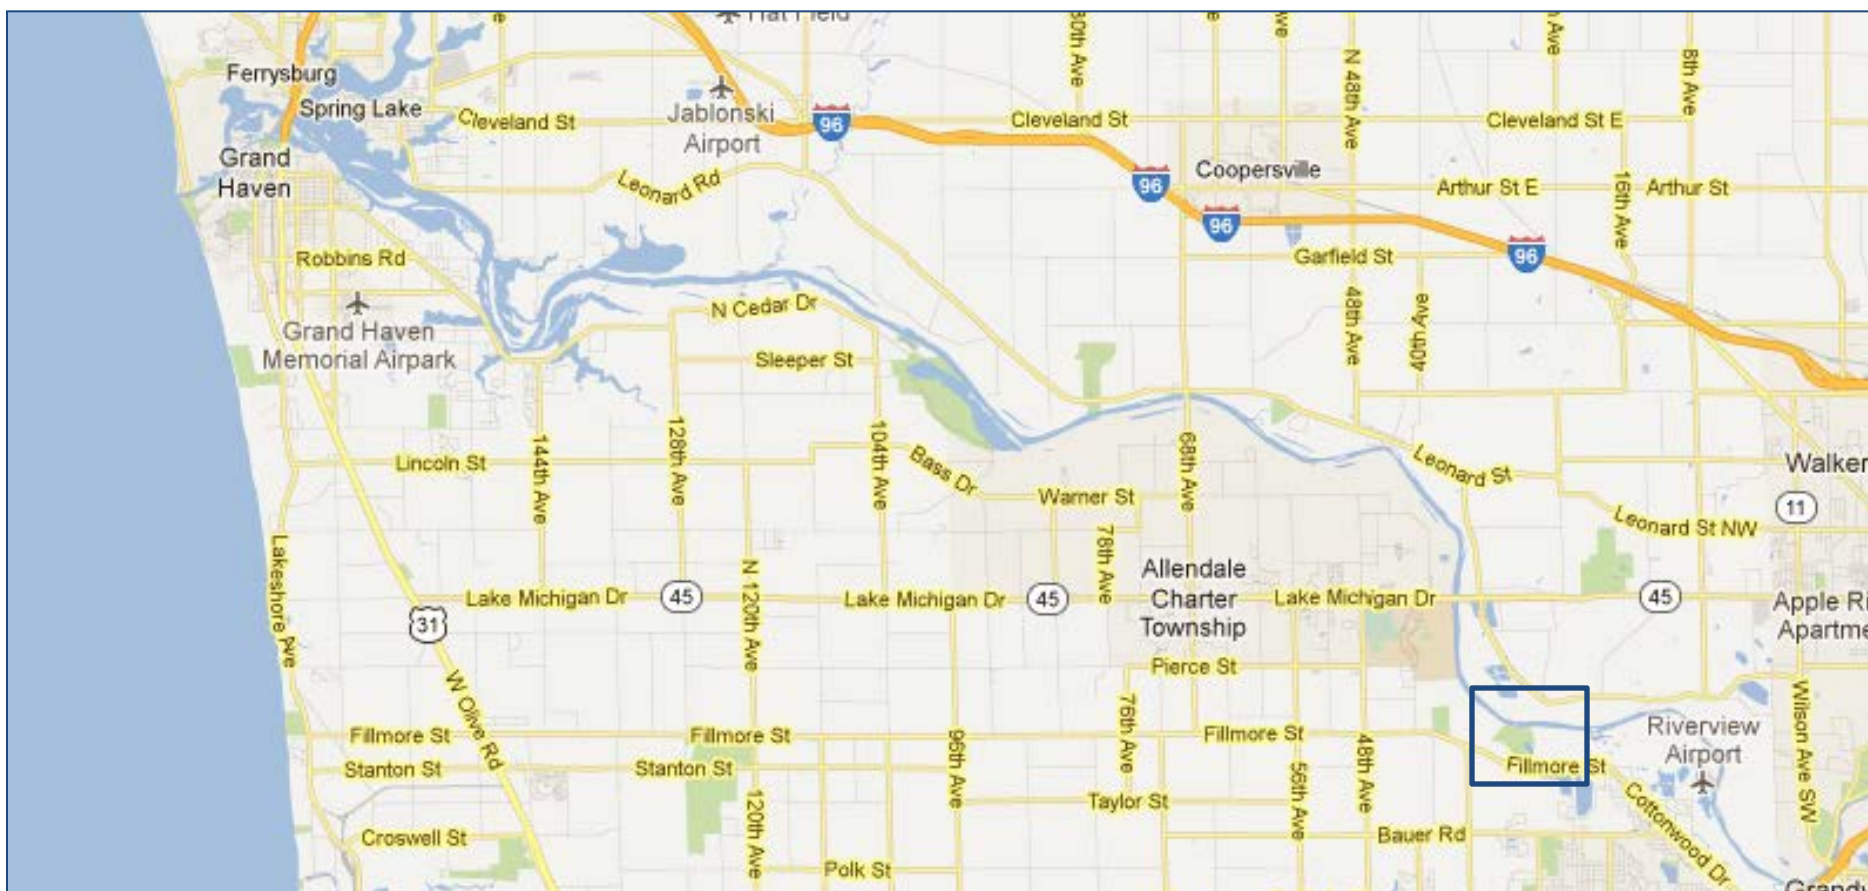 Flat Field
Ave
Ferrysburg
Spring Lake
Jablonski
Airport
Cleveland St
96
Cleveland St
N 48th Ave
Cleveland St E
8th Ave
Grand
Haven
Leonard Rd
96
Coopersville
Arthur St E
16th Ave
Arthur St
96
Robbins Rd
Garfield St
96
N Cedar Dr
48th Ave
40th Ave
Grand Haven
Memorial Airpark
Sleeper St
Lincoln St
144th Ave
128th Ave
104th Ave
Bass Dr
68th Ave
Leonard St
Walker
Warner St
11
Leonard St NW
78th Ave
Lakeshore Ave
31
Lake Michigan Dr
45
N 120th Ave
Lake Michigan Dr
45
Allendale
Charter
Township
Lake Michigan Dr
45
Pierce St
W Olive Rd
Fillmore St
Fillmore St
96th Ave
76th Ave
Fillmore St
56th Ave
48th Ave
Riverview
Airport
Wilson Ave SW
Stanton St
Stanton St
Fillmore St
120th Ave
Taylor St
Cottonwood Dr
Croswell St
Bauer Rd
Polk St